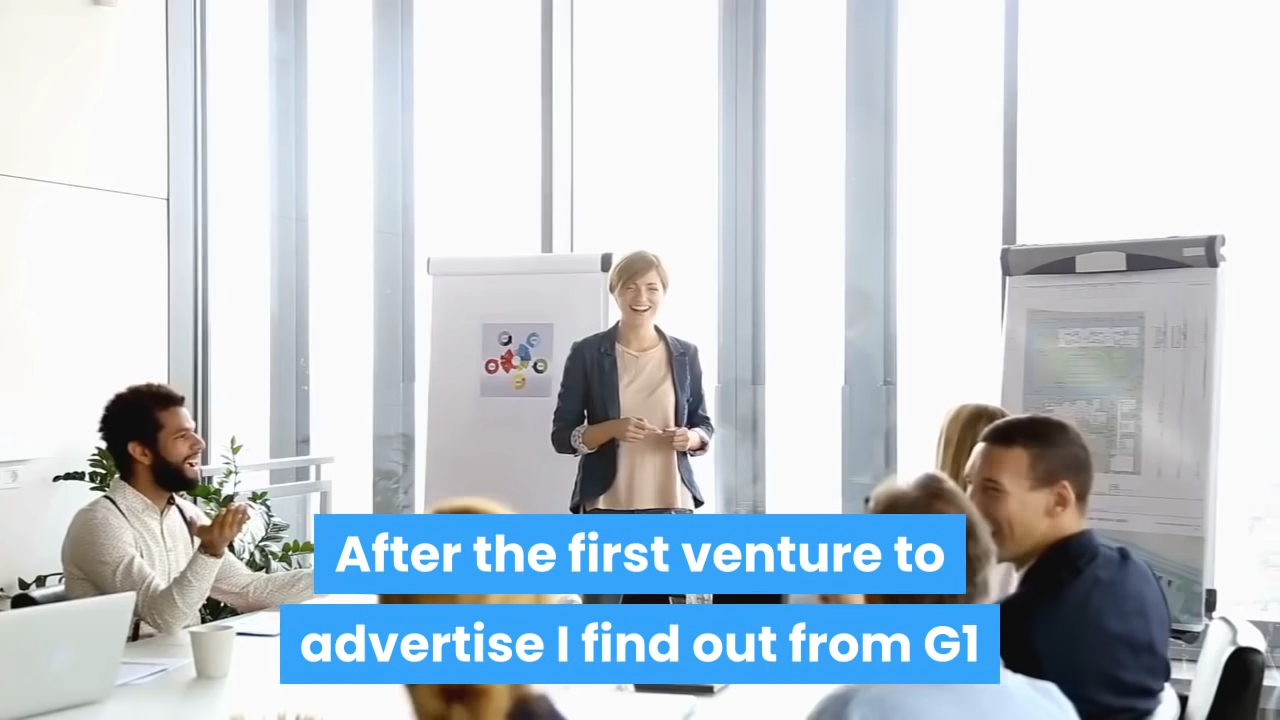 After the first venture to
advertise I find out from G1